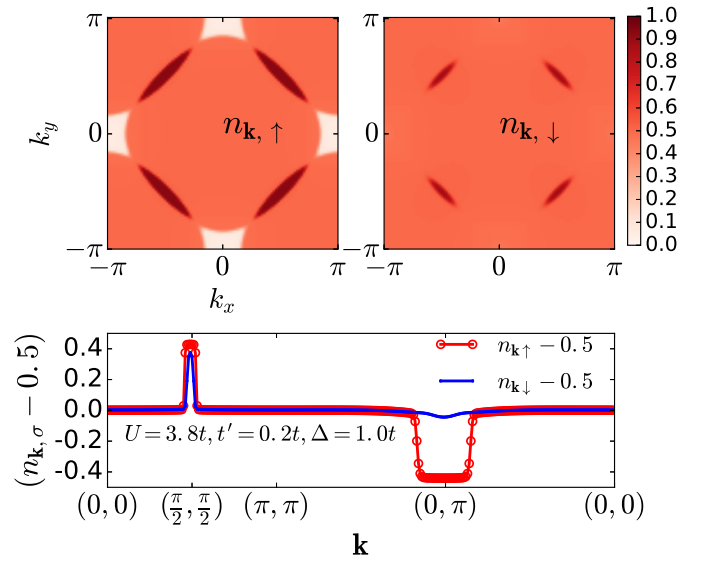 π
k_y
0
−π
−π
0
π
k_x
n_{𝐤, ↑}
π
0
−π
−π
0
π
n_{𝐤, ↓}
1.0
0.9
0.8
0.7
0.6
0.5
0.4
0.3
0.2
0.1
0.0
(n_{𝐤,σ} − 0.5)
0.4
0.2
0.0
-0.2
-0.4
n_{𝐤↑} − 0.5
n_{𝐤↓} − 0.5
U = 3.8t, t′ = 0.2t, Δ = 1.0t
(0, 0)
(π/2, π/2)
(π, π)
(0, π)
(0, 0)
𝐤